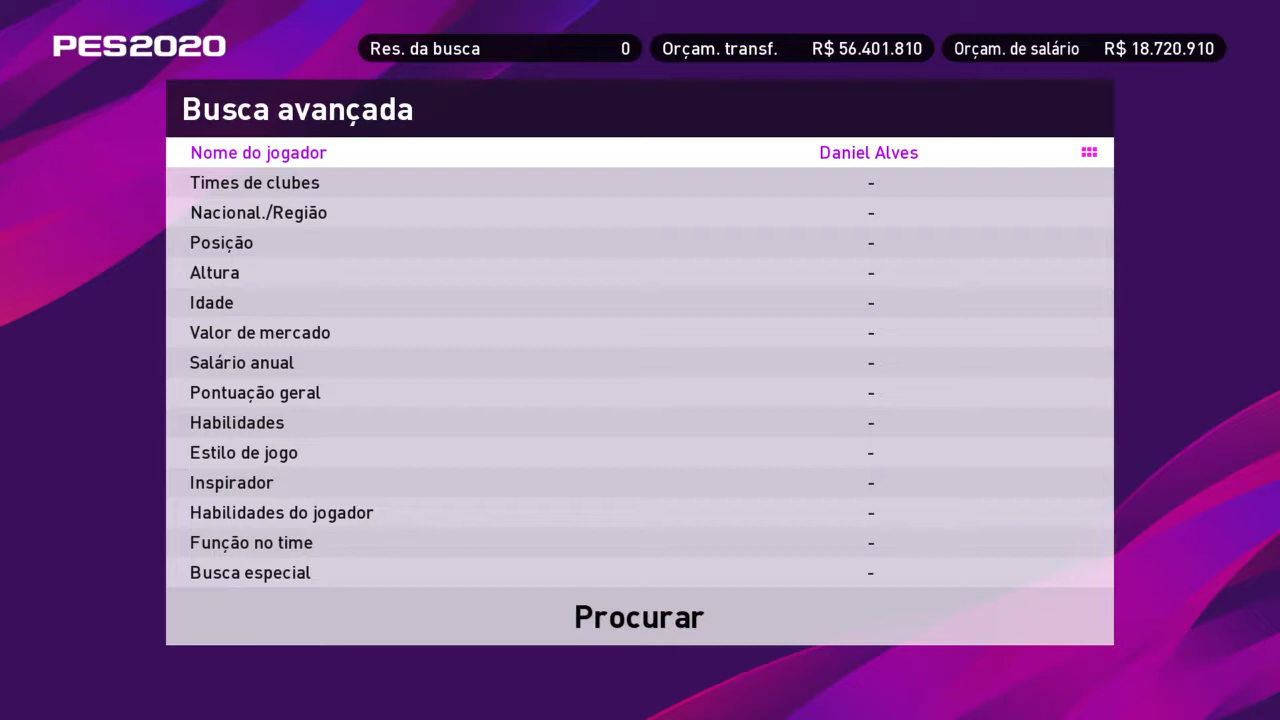 PES2020
Res. da busca 0
Orçam. transf. R$ 56.401.810
Orçam. de salário R$ 18.720.910
Busca avançada
Nome do jogador Daniel Alves
Times de clubes -
Nacional./Região -
Posição -
Altura -
Idade -
Valor de mercado -
Salário anual -
Pontuação geral -
Habilidades -
Estilo de jogo -
Inspirador -
Habilidades do jogador -
Função no time -
Busca especial -
Procurar